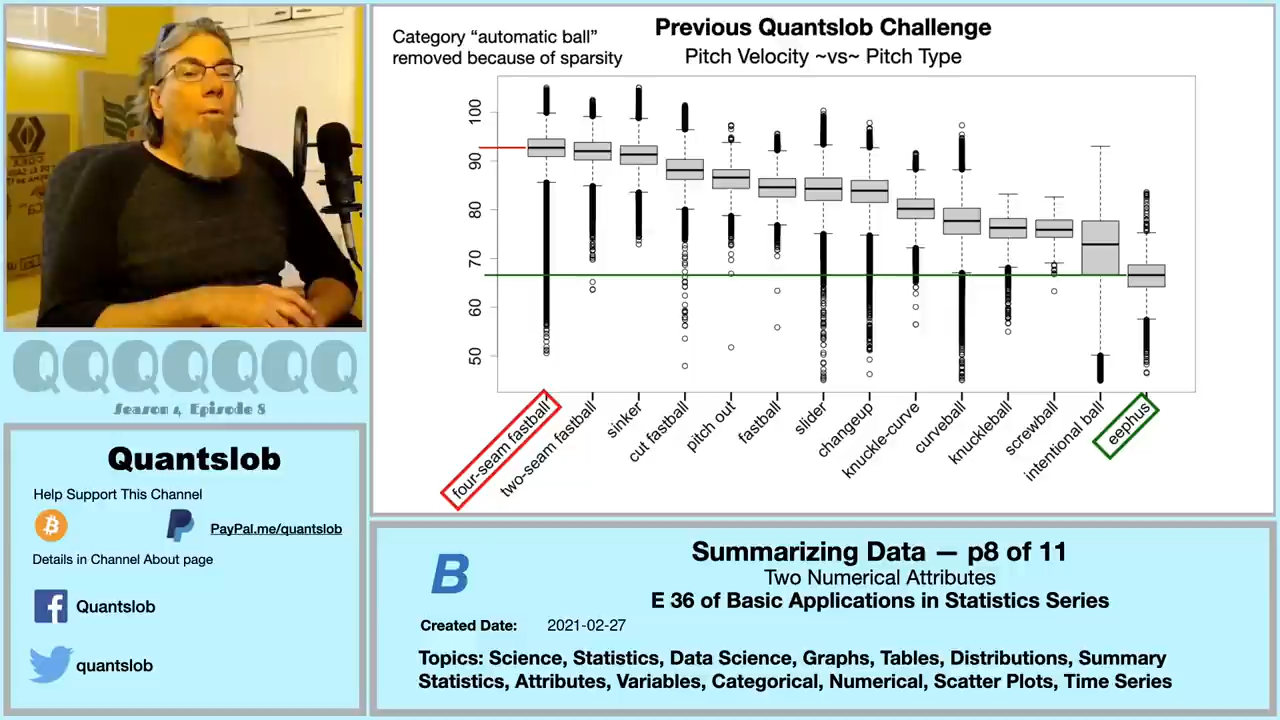 Category “automatic ball”
removed because of sparsity
Previous Quantslob Challenge
Pitch Velocity ~vs~ Pitch Type
100
90
80
70
60
50
four-seam fastball
two-seam fastball
sinker
cut fastball
pitch out
fastball
slider
changeup
knuckle-curve
curveball
knuckleball
screwball
intentional ball
eephus
QQQQQQQ
Season 4, Episode 8
Quantslob
Help Support This Channel
PayPal.me/quantslob
Details in Channel About page
Quantslob
quantslob
B
Summarizing Data — p8 of 11
Two Numerical Attributes
E 36 of Basic Applications in Statistics Series
Created Date: 2021-02-27
Topics: Science, Statistics, Data Science, Graphs, Tables, Distributions, Summary
Statistics, Attributes, Variables, Categorical, Numerical, Scatter Plots, Time Series